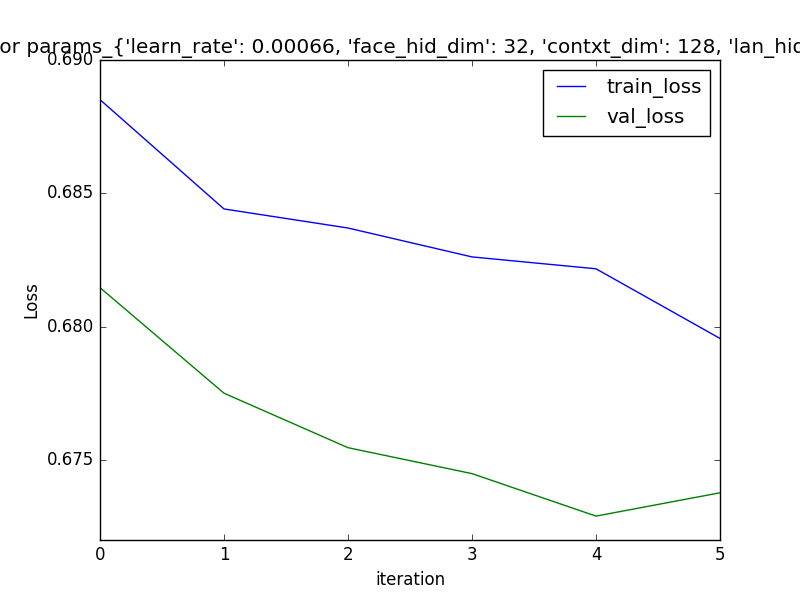 or params_{'learn_rate': 0.00066, 'face_hid_dim': 32, 'contxt_dim': 128, 'lan_hid
0.690
train_loss
val_loss
0.685
0.680
0.675
Loss
0 1 2 3 4 5
iteration